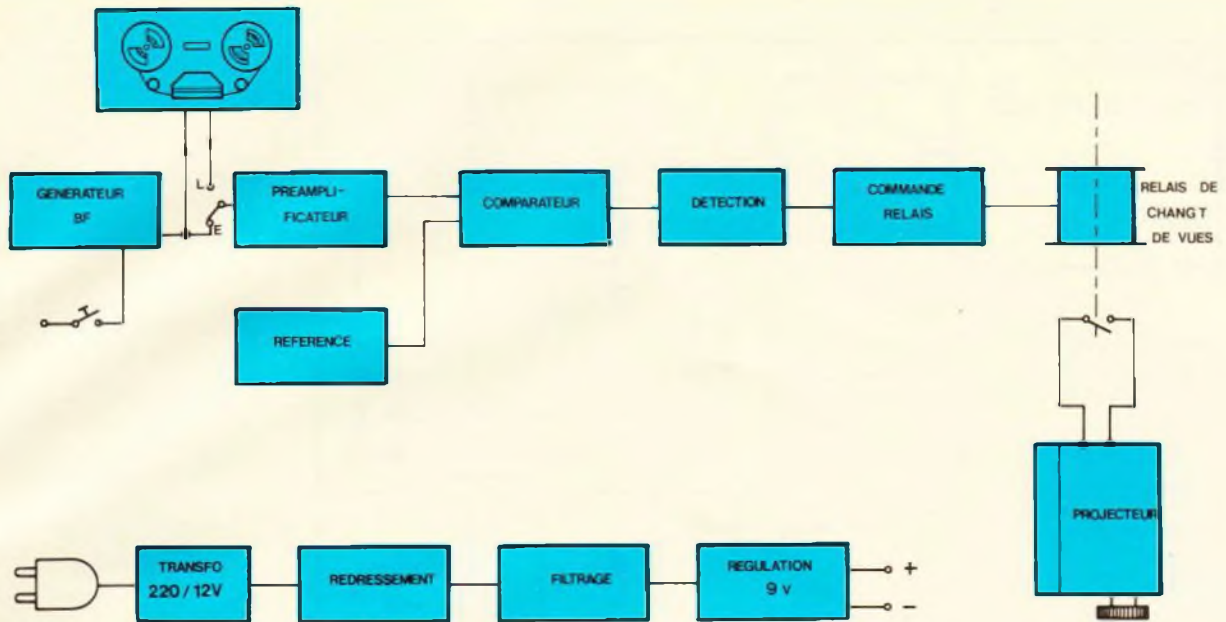 GENERATEUR
BF
L
E
PREAMPLI-
FICATEUR
COMPARATEUR
DETECTION
COMMANDE
RELAIS
RELAIS DE
CHANGT
DE VUES
REFERENCE
PROJECTEUR
TRANSFO
220 / 12V
REDRESSEMENT
FILTRAGE
REGULATION
9 v
+
-